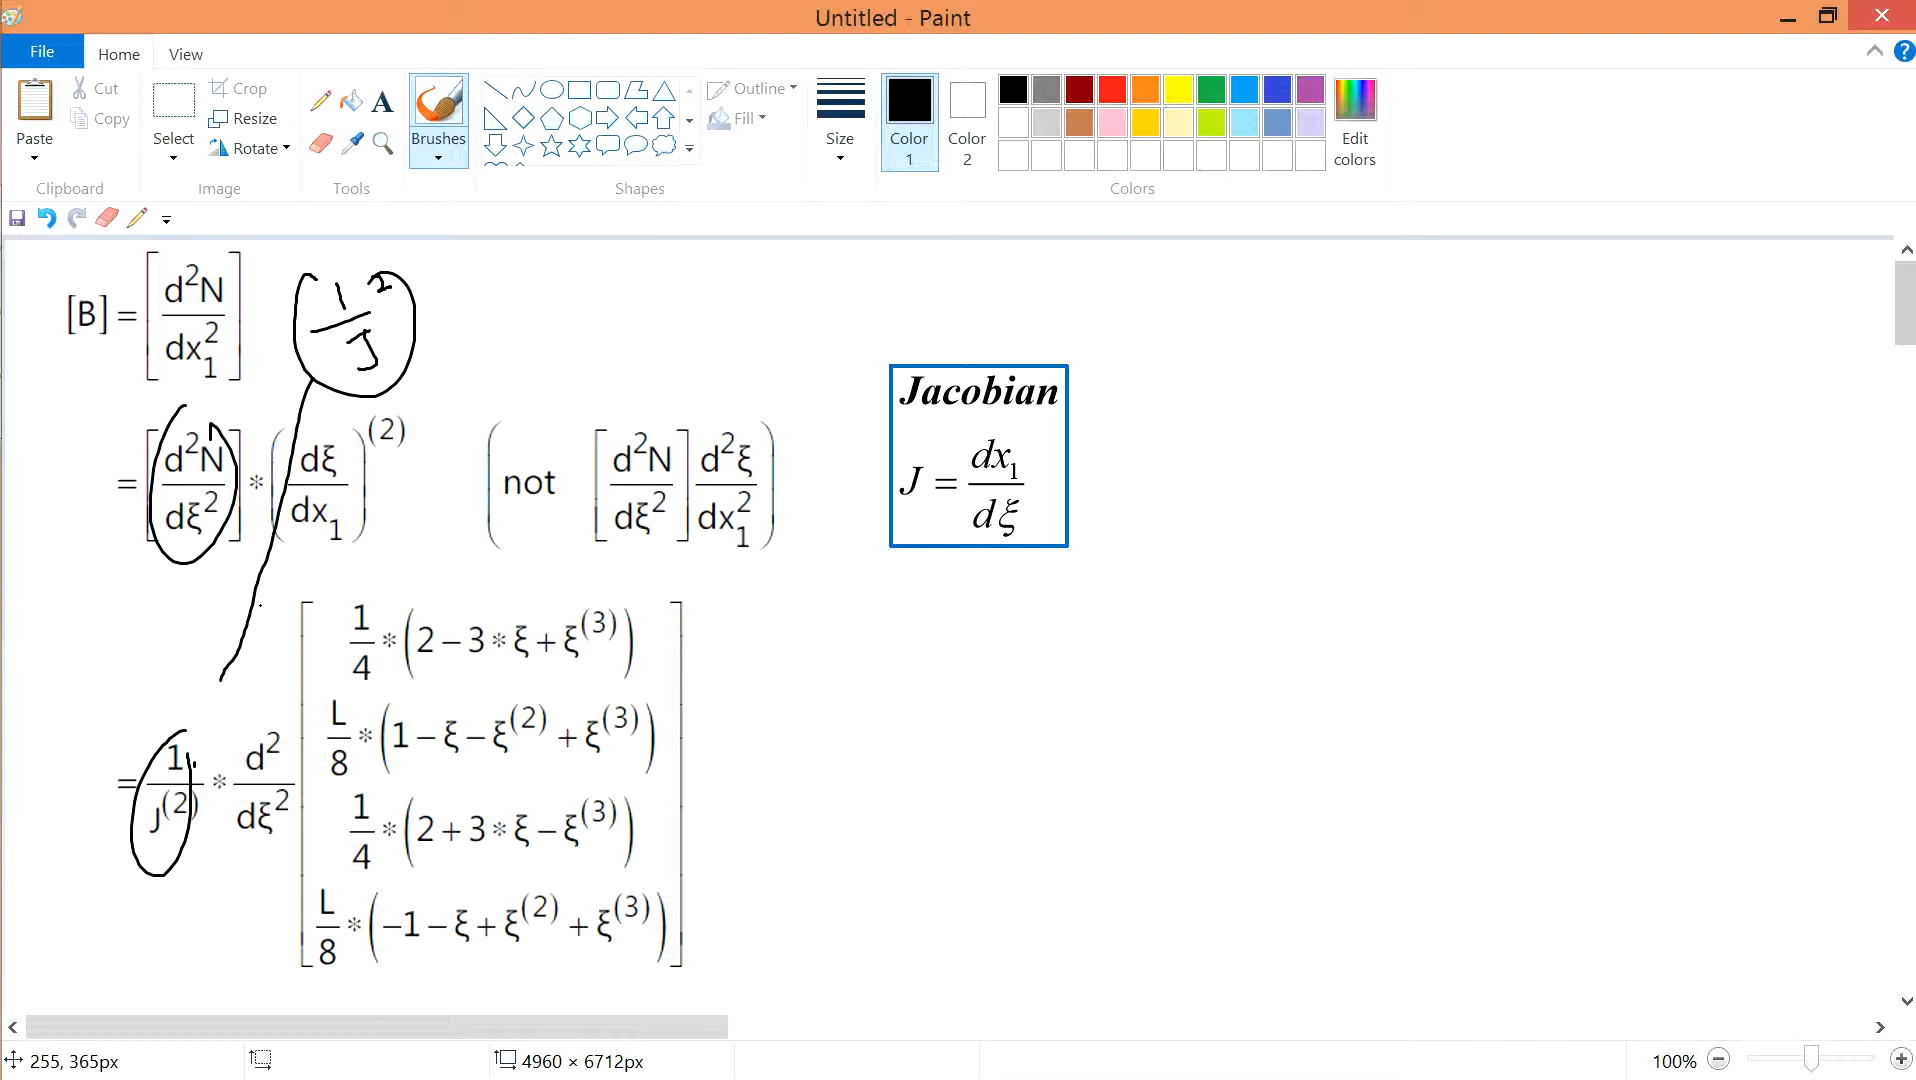 Untitled - Paint
File Home View
Paste
Cut
Copy
Clipboard
Select
Crop
Resize
Rotate
Image
A
Tools
Brushes
Shapes
Outline
Fill
Size
Color 1
Color 2
Edit colors
Colors
[B] = [d²N/dx₁²]
(1/J)²
= [d²N/dξ²] * (dξ/dx₁)^(2) (not [d²N/dξ²] d²ξ/dx₁²)
Jacobian
J = dx₁/dξ
= 1/J^(2) * d²/dξ²
1/4 * (2 − 3 * ξ + ξ^(3))
L/8 * (1 − ξ − ξ^(2) + ξ^(3))
1/4 * (2 + 3 * ξ − ξ^(3))
L/8 * (−1 − ξ + ξ^(2) + ξ^(3))
255, 365px
4960 × 6712px
100%